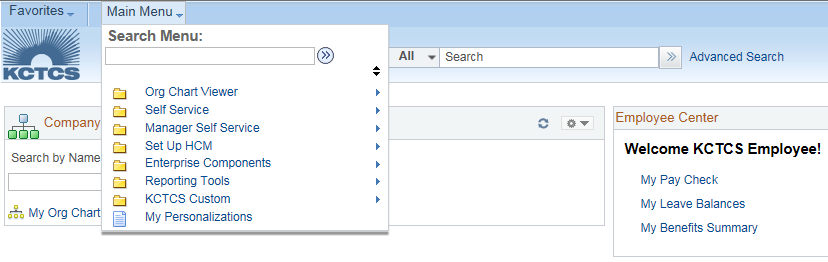 Favorites
Main Menu
Search Menu:
KCTCS
All
Search
Advanced Search
Org Chart Viewer
Self Service
Manager Self Service
Set Up HCM
Enterprise Components
Reporting Tools
KCTCS Custom
My Personalizations
Company
Search by Name
My Org Chart
Employee Center
Welcome KCTCS Employee!
My Pay Check
My Leave Balances
My Benefits Summary